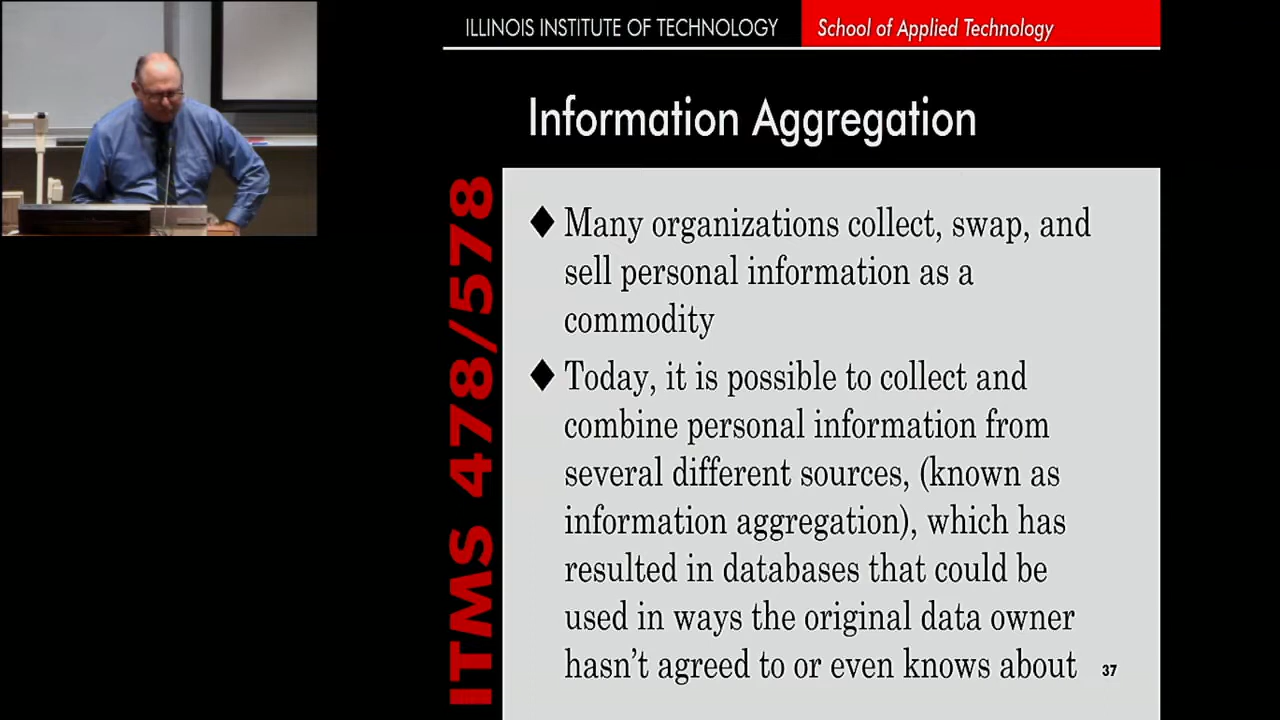 ILLINOIS INSTITUTE OF TECHNOLOGY School of Applied Technology
Information Aggregation
ITMS 478/578
♦ Many organizations collect, swap, and
sell personal information as a
commodity
♦ Today, it is possible to collect and
combine personal information from
several different sources, (known as
information aggregation), which has
resulted in databases that could be
used in ways the original data owner
hasn't agreed to or even knows about
37